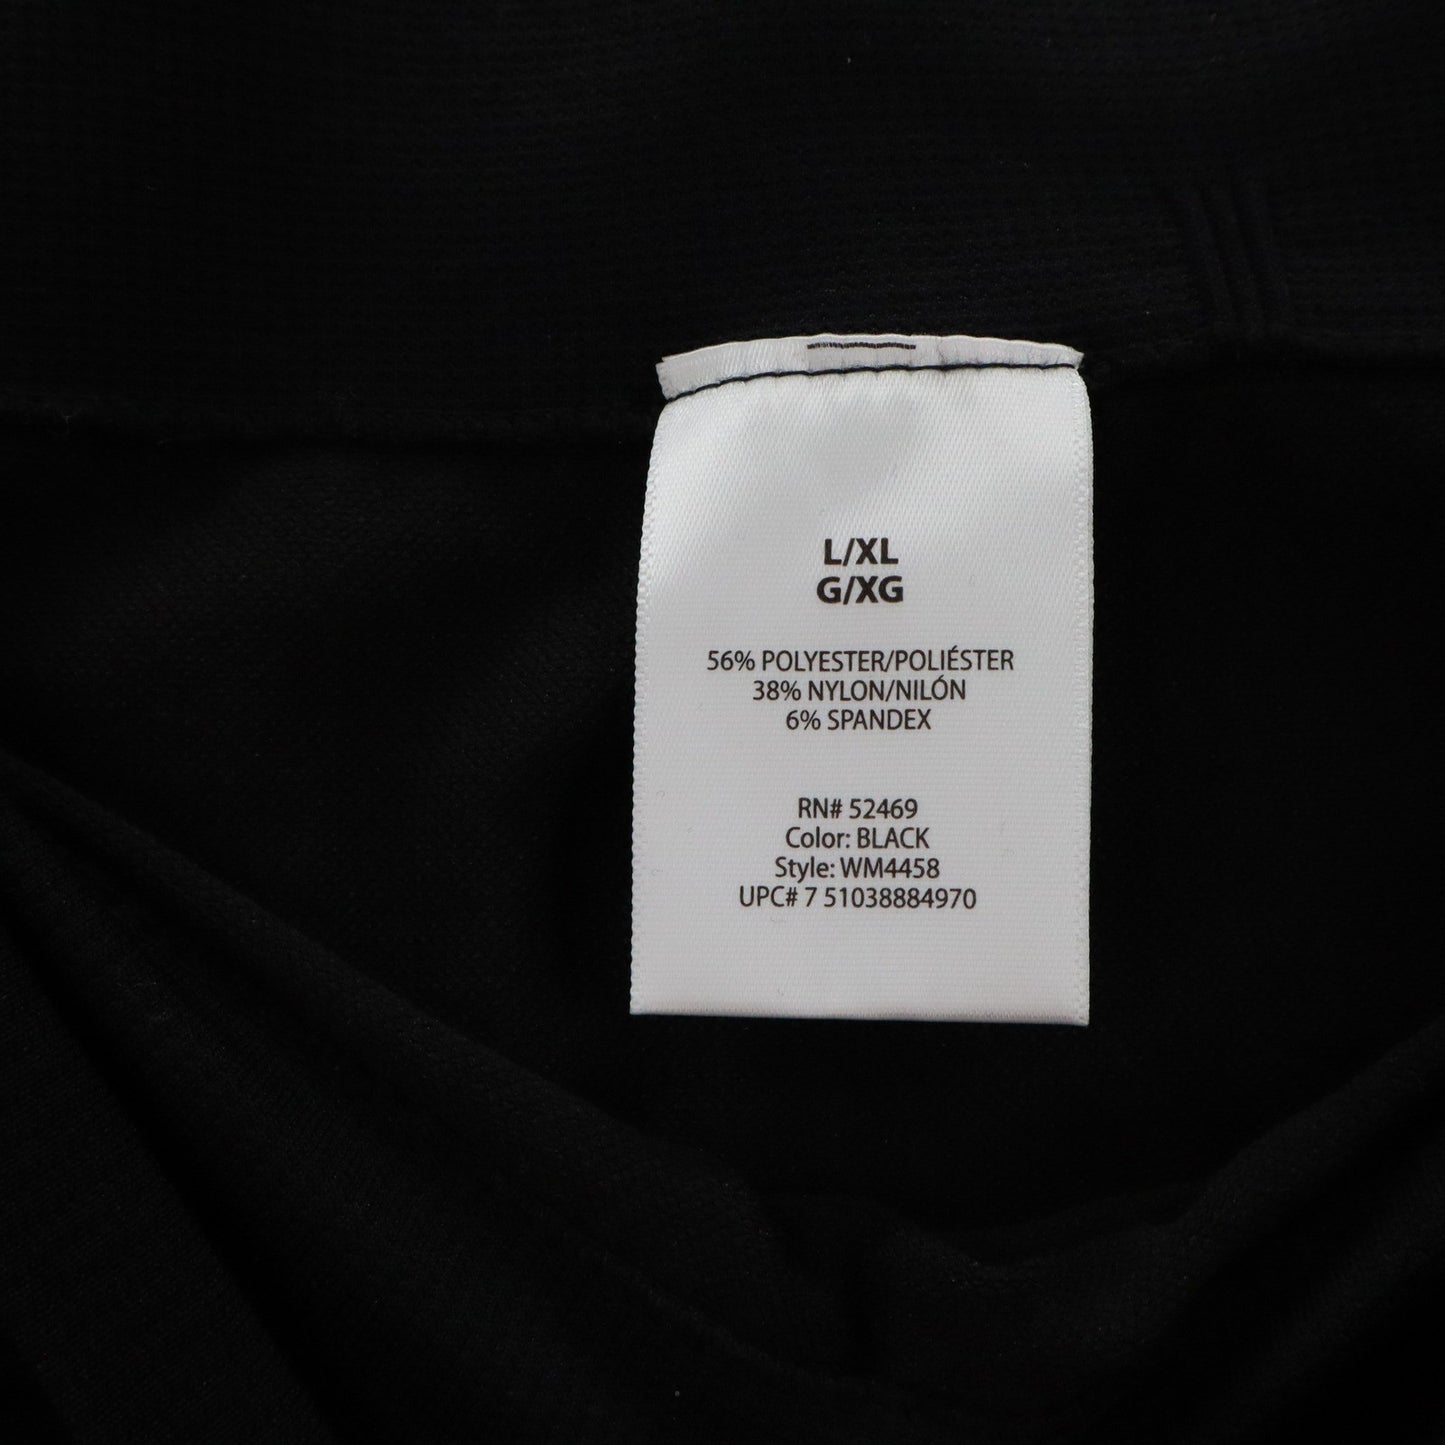 L/XL
G/XG
56% POLYESTER/POLIÉSTER
38% NYLON/NILÓN
6% SPANDEX
RN# 52469
Color: BLACK
Style: WM4458
UPC# 7 51038884970